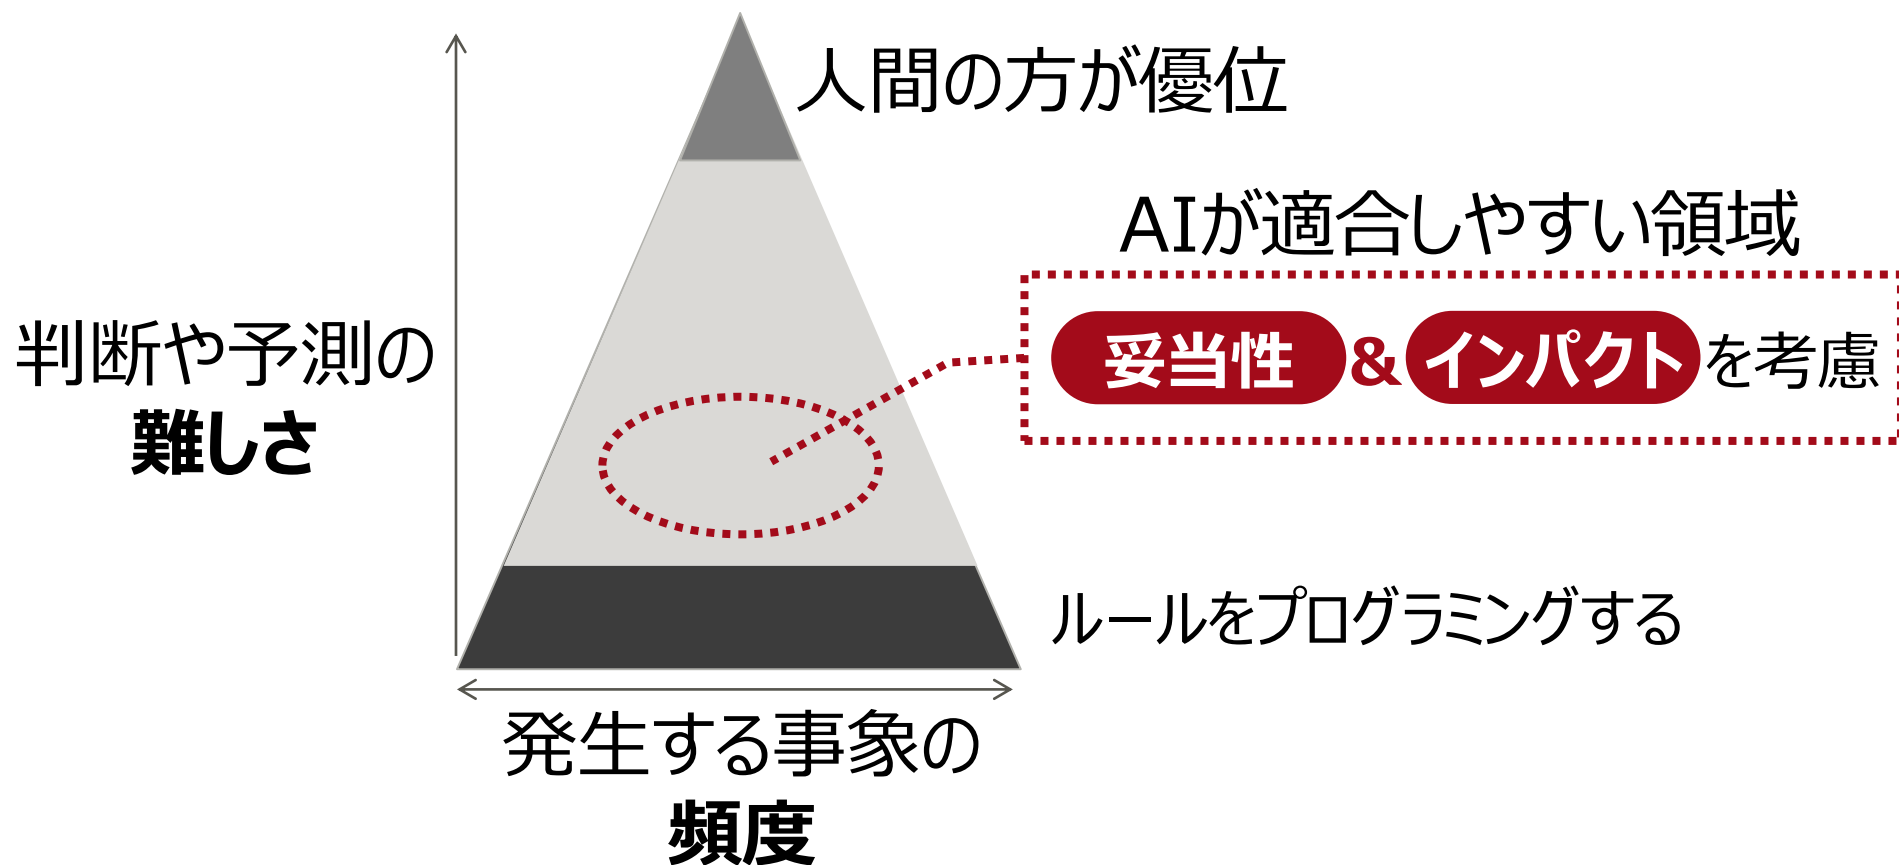 人間の方が優位
AIが適合しやすい領域
妥当性&インパクトを考慮
判断や予測の
難しさ
ルールをプログラミングする
発生する事象の
頻度